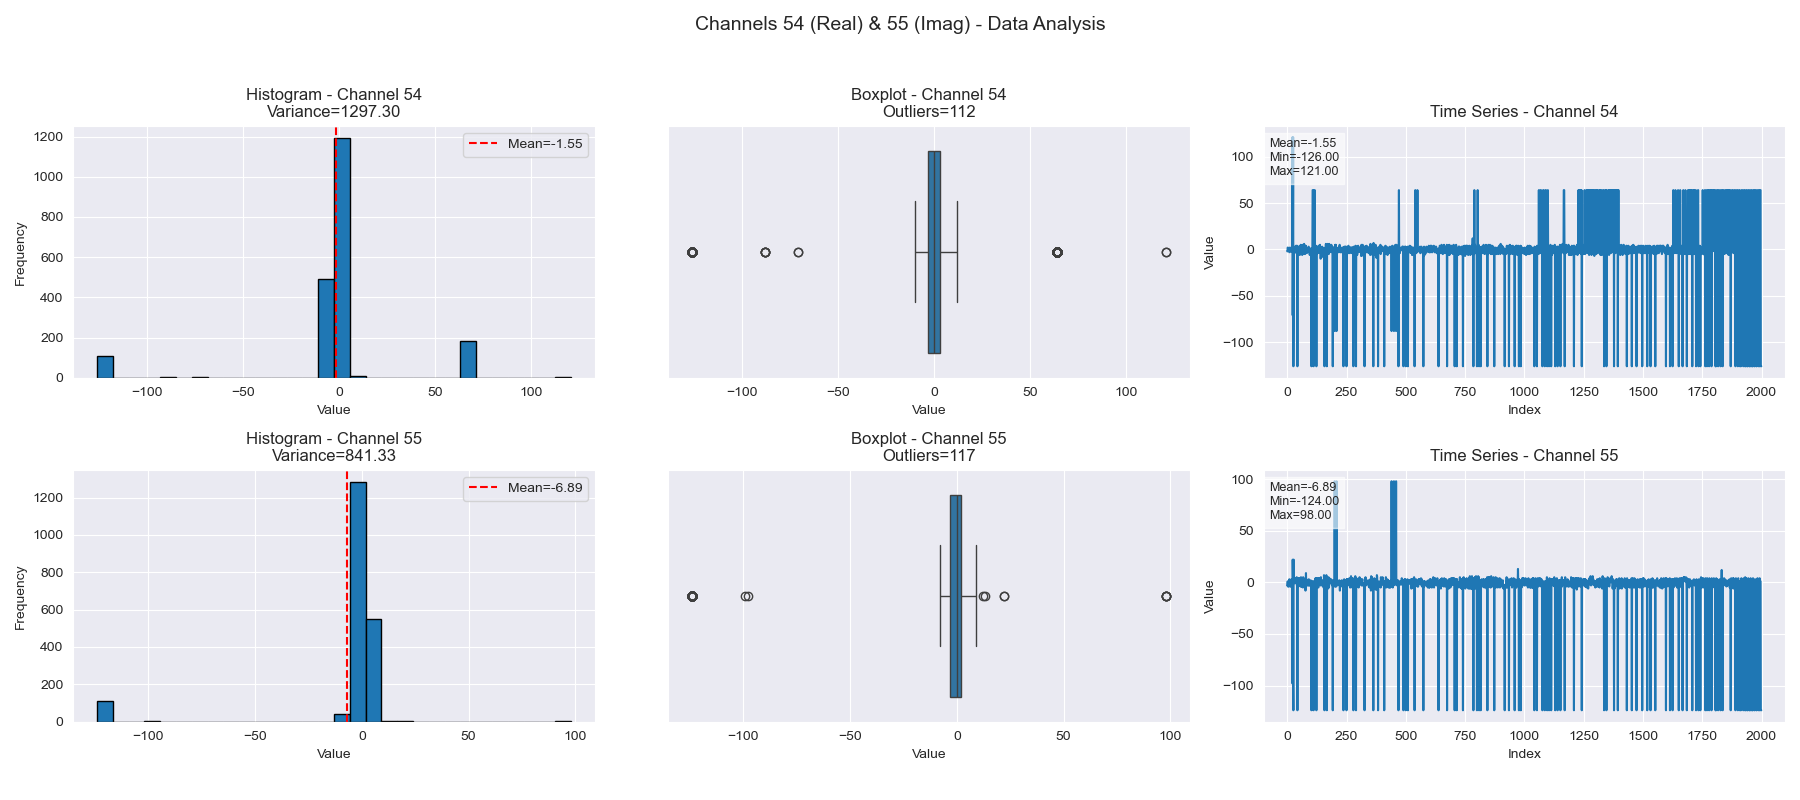 Channels 54 (Real) & 55 (Imag) - Data Analysis
Histogram - Channel 54
Variance=1297.30
Mean=-1.55
Frequency
1200
1000
800
600
400
200
0
−100
−50
0
50
100
Value
Boxplot - Channel 54
Outliers=112
−100
−50
0
50
100
Value
Time Series - Channel 54
Mean=-1.55
Min=-126.00
Max=121.00
Value
100
50
0
−50
−100
0
250
500
750
1000
1250
1500
1750
2000
Index
Histogram - Channel 55
Variance=841.33
Mean=-6.89
Frequency
1200
1000
800
600
400
200
0
−100
−50
0
50
100
Value
Boxplot - Channel 55
Outliers=117
−100
−50
0
50
100
Value
Time Series - Channel 55
Mean=-6.89
Min=-124.00
Max=98.00
Value
100
50
0
−50
−100
0
250
500
750
1000
1250
1500
1750
2000
Index